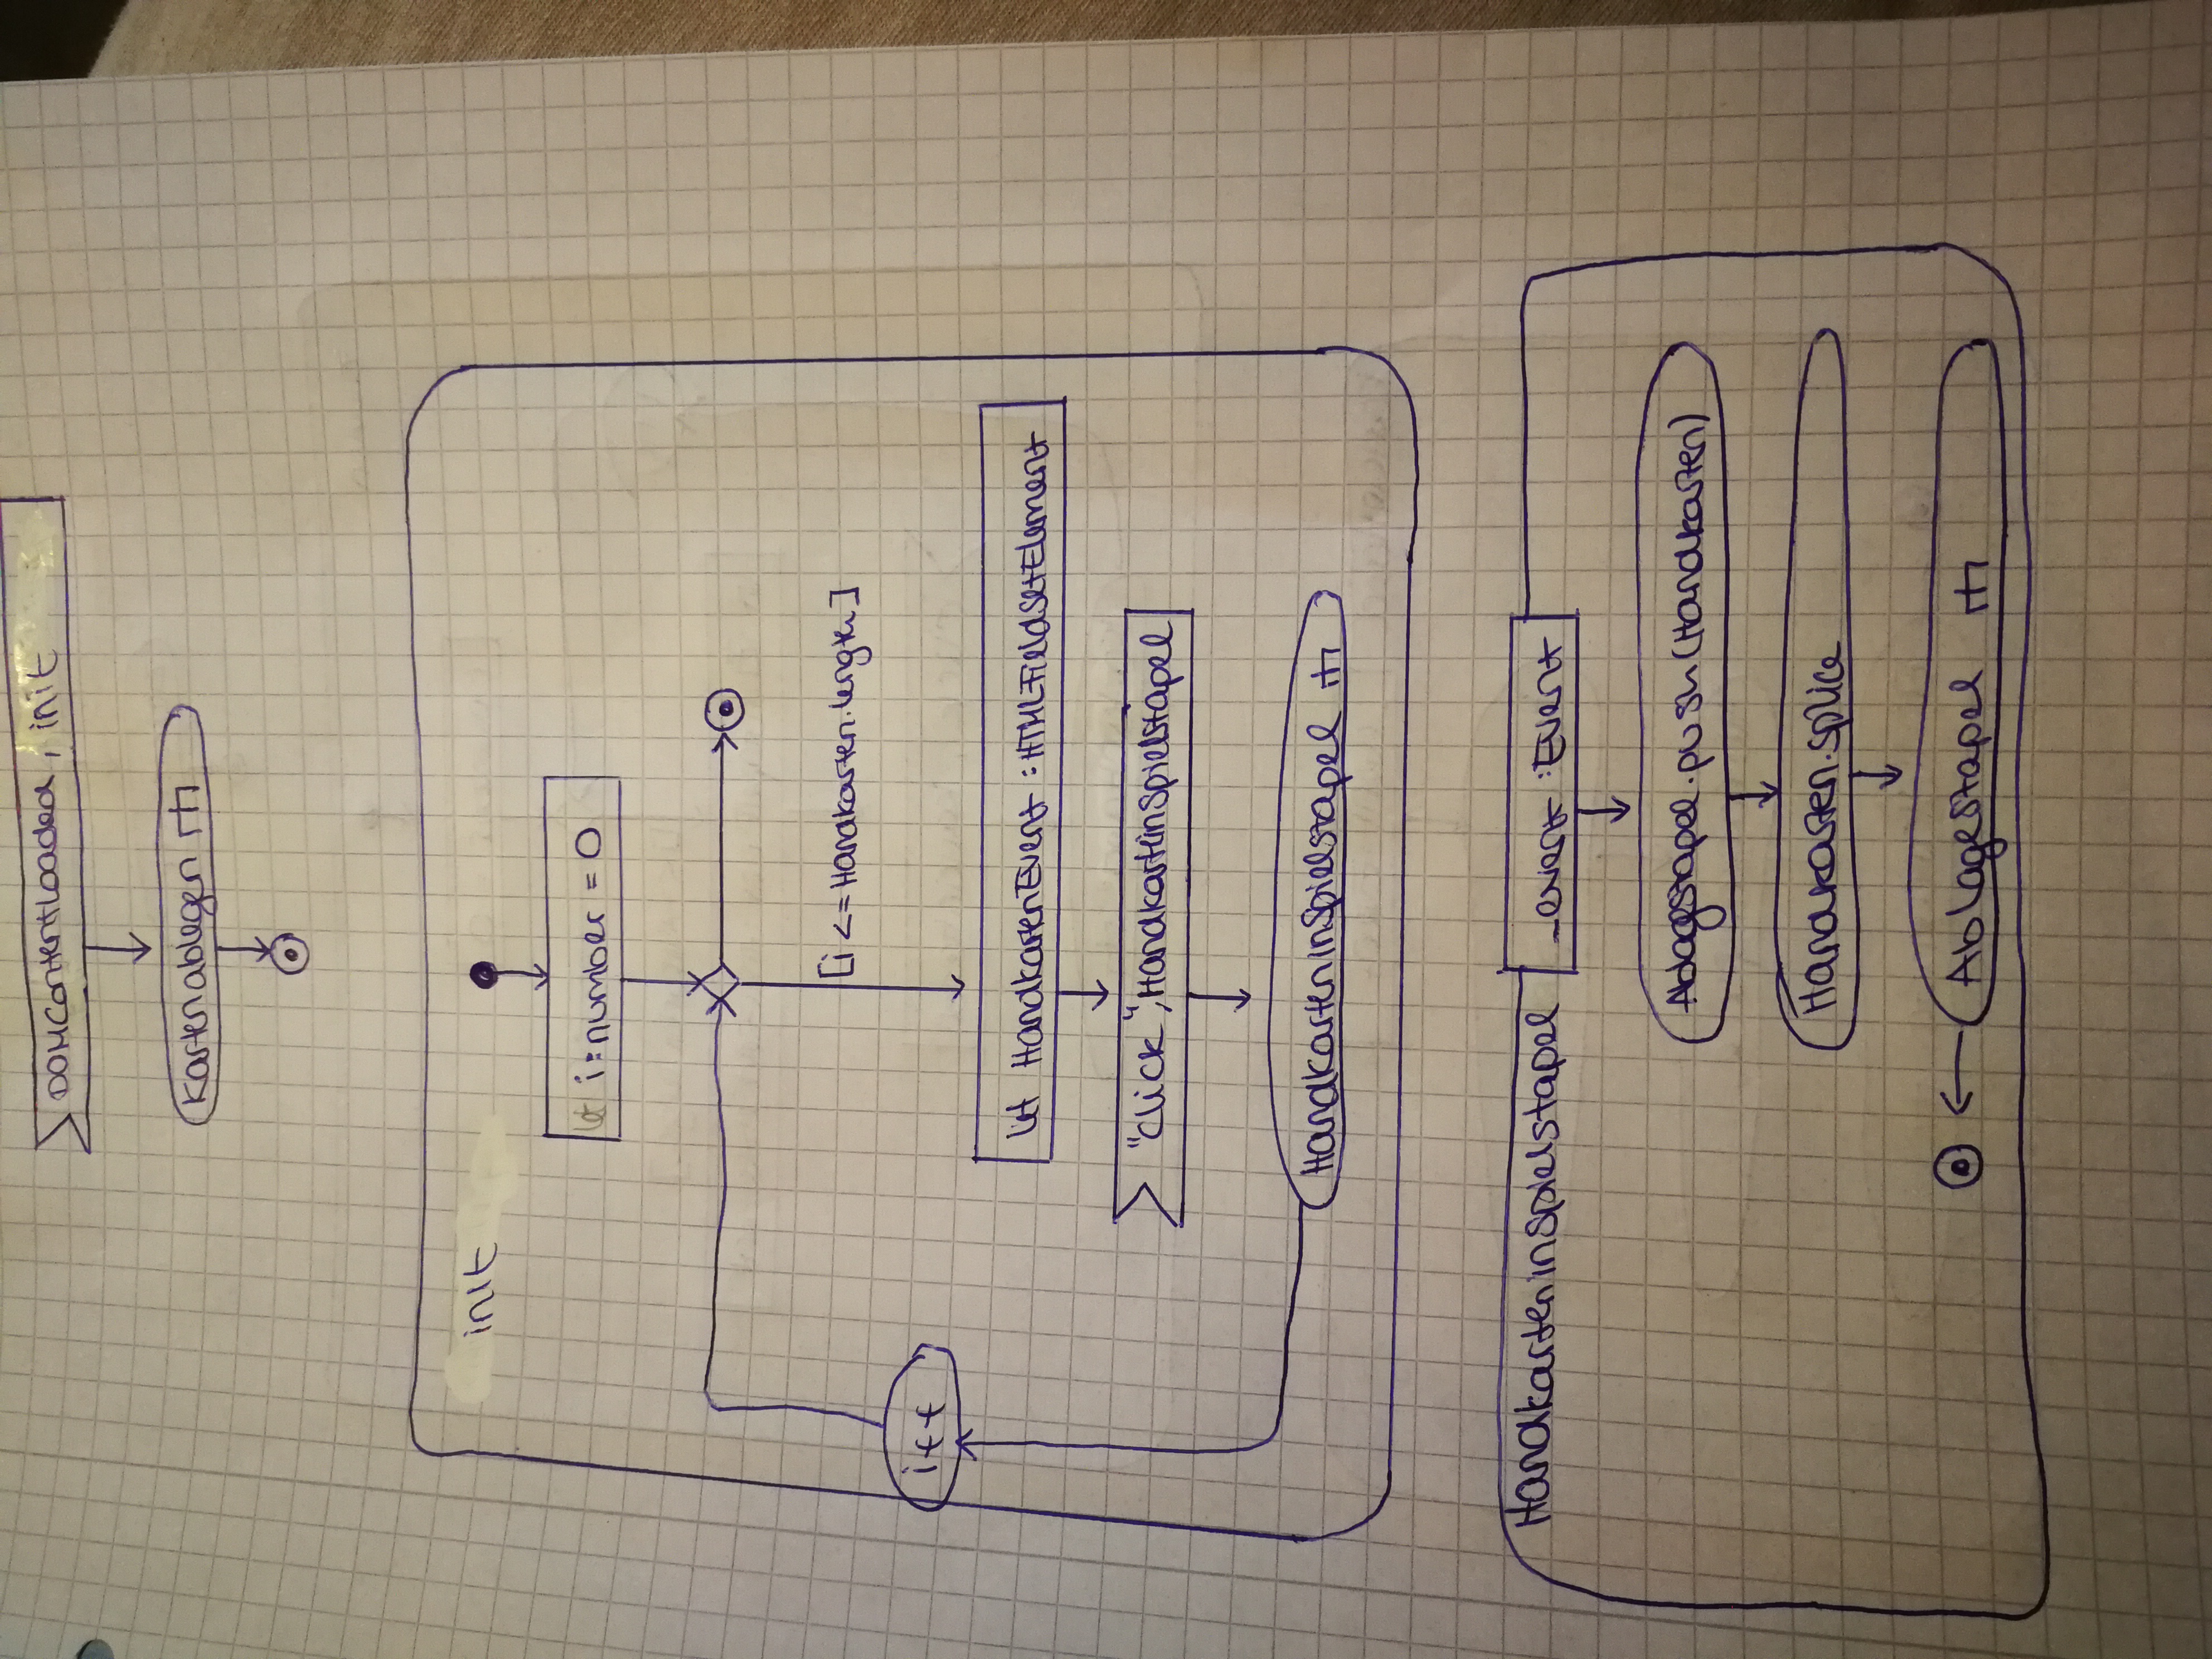 DOMContentLoaded, init
Kartenablegen
init
let i:number = 0
[i <= Handkarten.length]
let HandkartenEvent :HTMLFieldSetElement
"click", HandkartinSpielstapel
HandkarteninSpielstapel
i++
HandkarteninSpielstapel
_event :Event
Ablagestapel.push(Handkarten)
Handkarten.splice
Ablagestapel